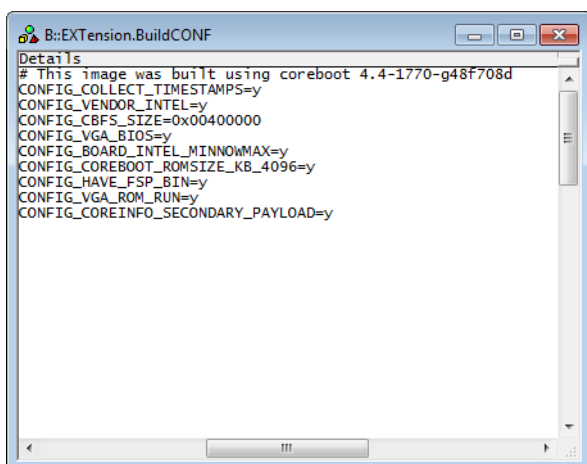 B::EXTension.BuildCONF
Details
# This image was built using coreboot 4.4-1770-g48f708d
CONFIG_COLLECT_TIMESTAMPS=y
CONFIG_VENDOR_INTEL=y
CONFIG_CBFS_SIZE=0x00400000
CONFIG_VGA_BIOS=y
CONFIG_BOARD_INTEL_MINNOWMAX=y
CONFIG_COREBOOT_ROMSIZE_KB_4096=y
CONFIG_HAVE_FSP_BIN=y
CONFIG_VGA_ROM_RUN=y
CONFIG_COREINFO_SECONDARY_PAYLOAD=y